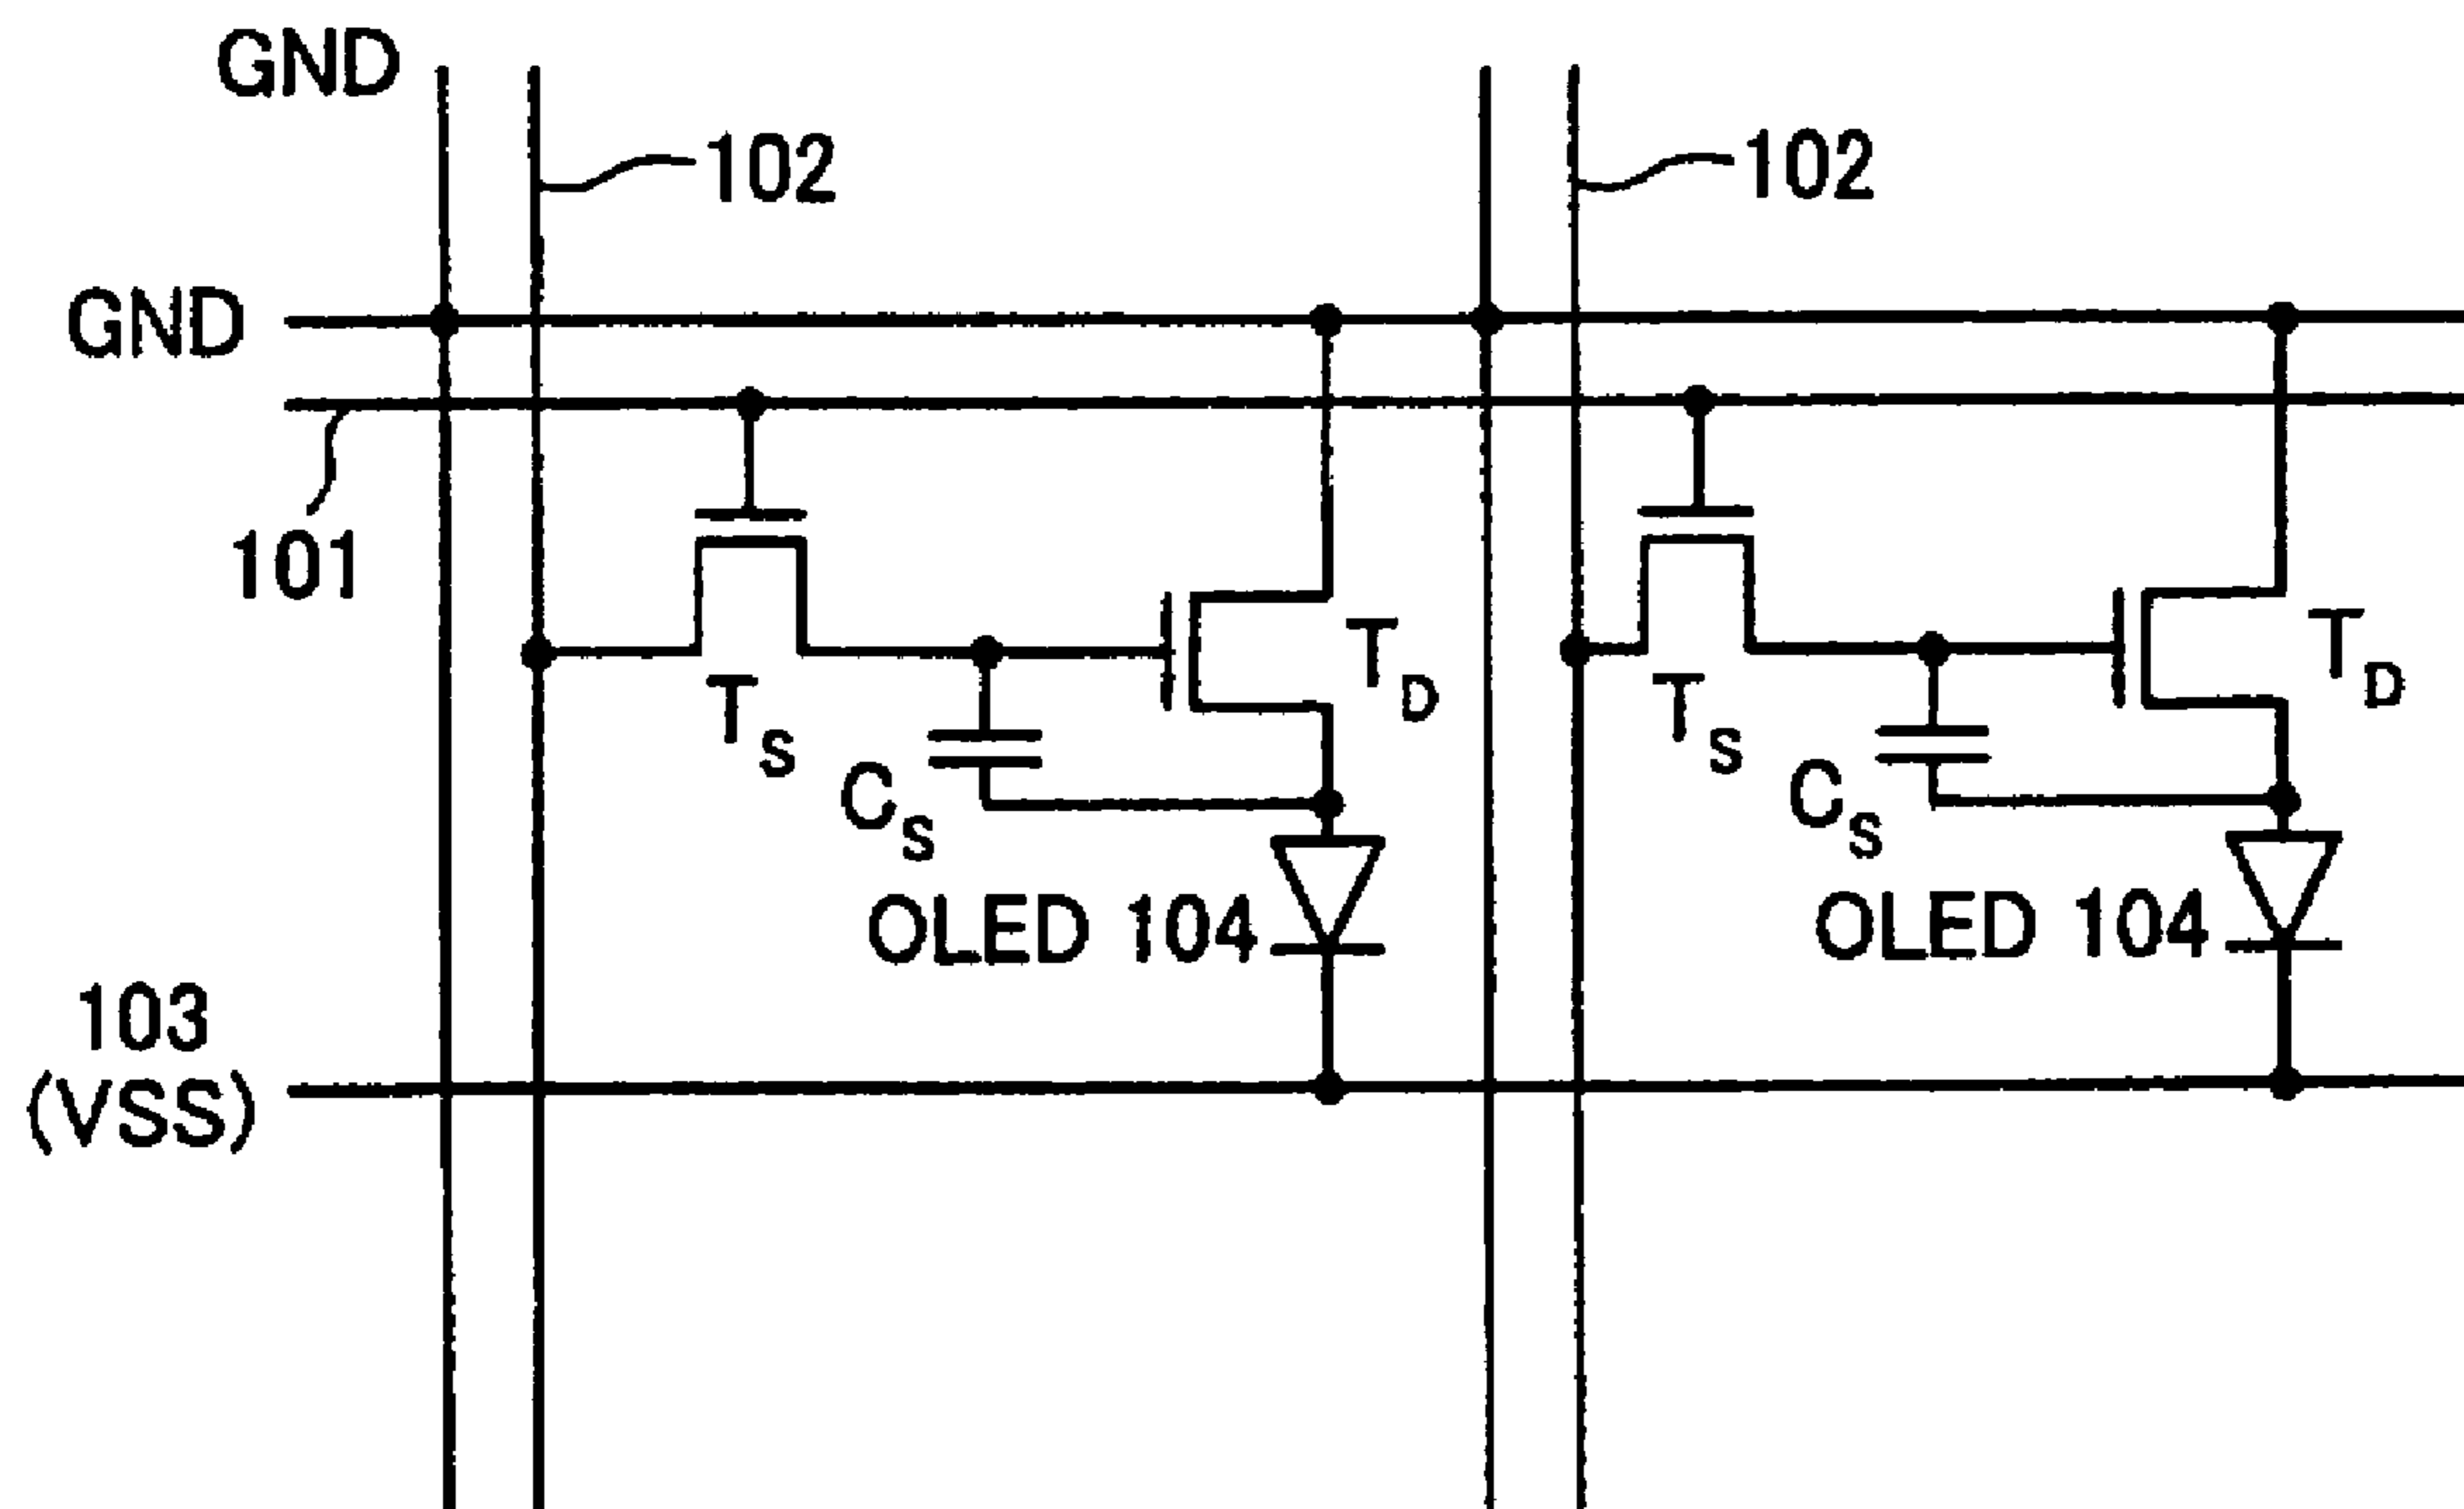 GND
102
102
GND
101
T_D
T_D
T_S
T_S
C_S
C_S
OLED 104
OLED 104
103
(VSS)